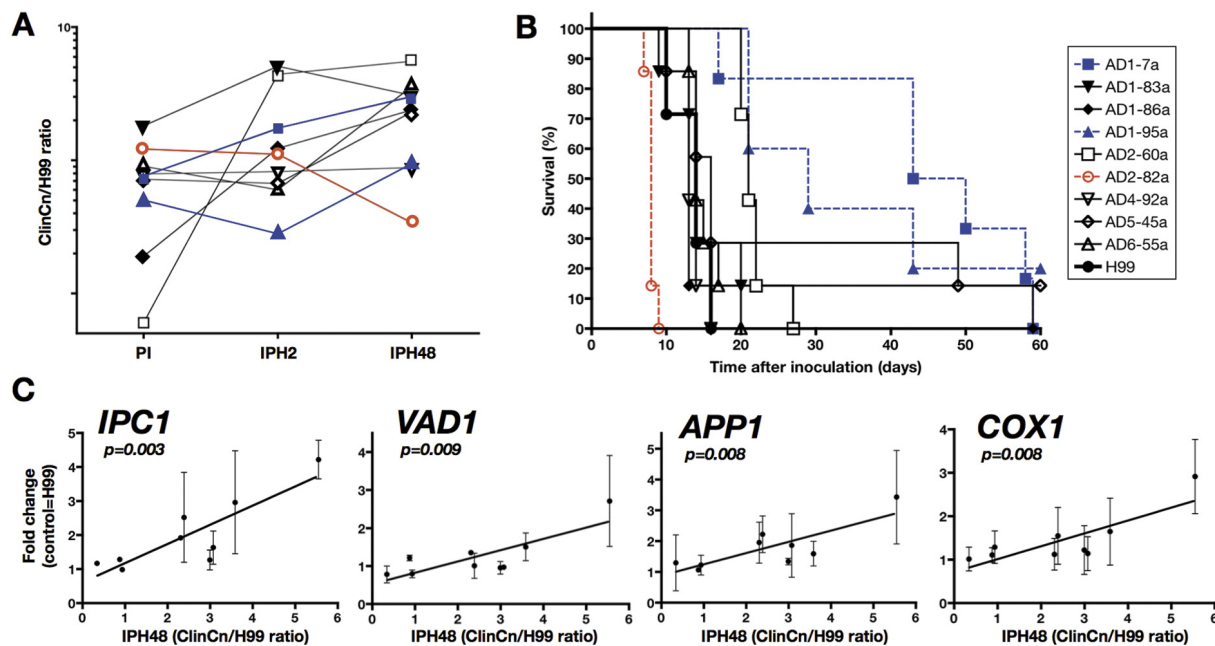 A
ClinCn/H99 ratio
10
1
PI IPH2 IPH48
B
Survival (%)
100
90
80
70
60
50
40
30
20
10
0
0 10 20 30 40 50 60
Time after inoculation (days)
AD1-7a
AD1-83a
AD1-86a
AD1-95a
AD2-60a
AD2-82a
AD4-92a
AD5-45a
AD6-55a
H99
C
Fold change
(control=H99)
IPC1
p=0.003
5
4
3
2
1
0
0 1 2 3 4 5 6
IPH48 (ClinCn/H99 ratio)
VAD1
p=0.009
5
4
3
2
1
0
0 1 2 3 4 5 6
IPH48 (ClinCn/H99 ratio)
APP1
p=0.008
5
4
3
2
1
0
0 1 2 3 4 5 6
IPH48 (ClinCn/H99 ratio)
COX1
p=0.008
4
3
2
1
0
0 1 2 3 4 5 6
IPH48 (ClinCn/H99 ratio)